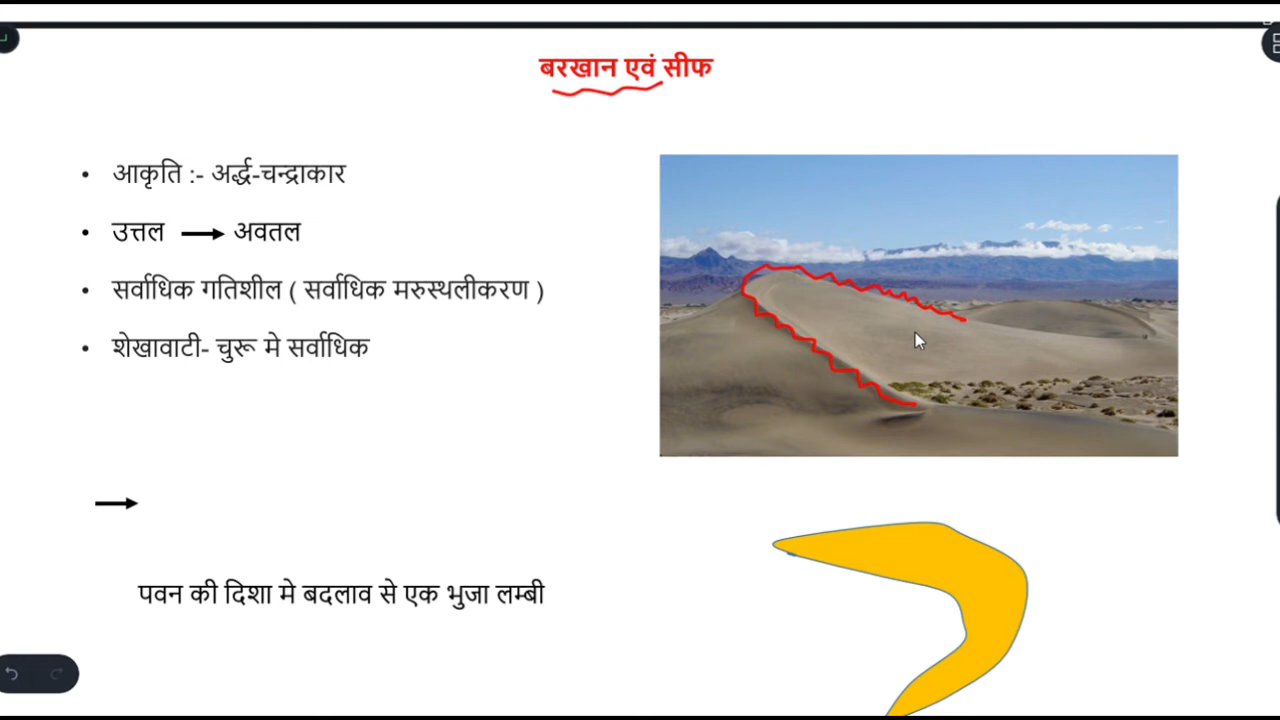 बरखान एवं सीफ
• आकृति :- अर्द्ध-चन्द्राकार
• उत्तल → अवतल
• सर्वाधिक गतिशील ( सर्वाधिक मरुस्थलीकरण )
• शेखावाटी- चुरू मे सर्वाधिक
→
पवन की दिशा मे बदलाव से एक भुजा लम्बी